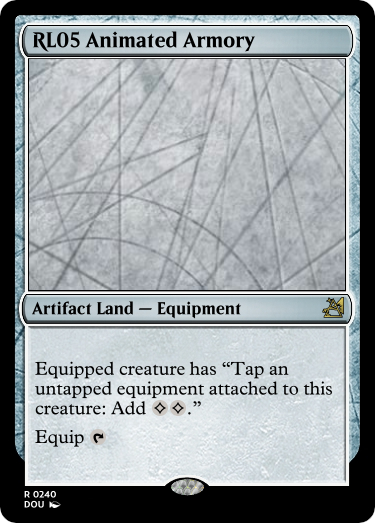 RL05 Animated Armory
Artifact Land — Equipment
Equipped creature has “Tap an
untapped equipment attached to this
creature: Add .”
Equip
R 0240
DOU